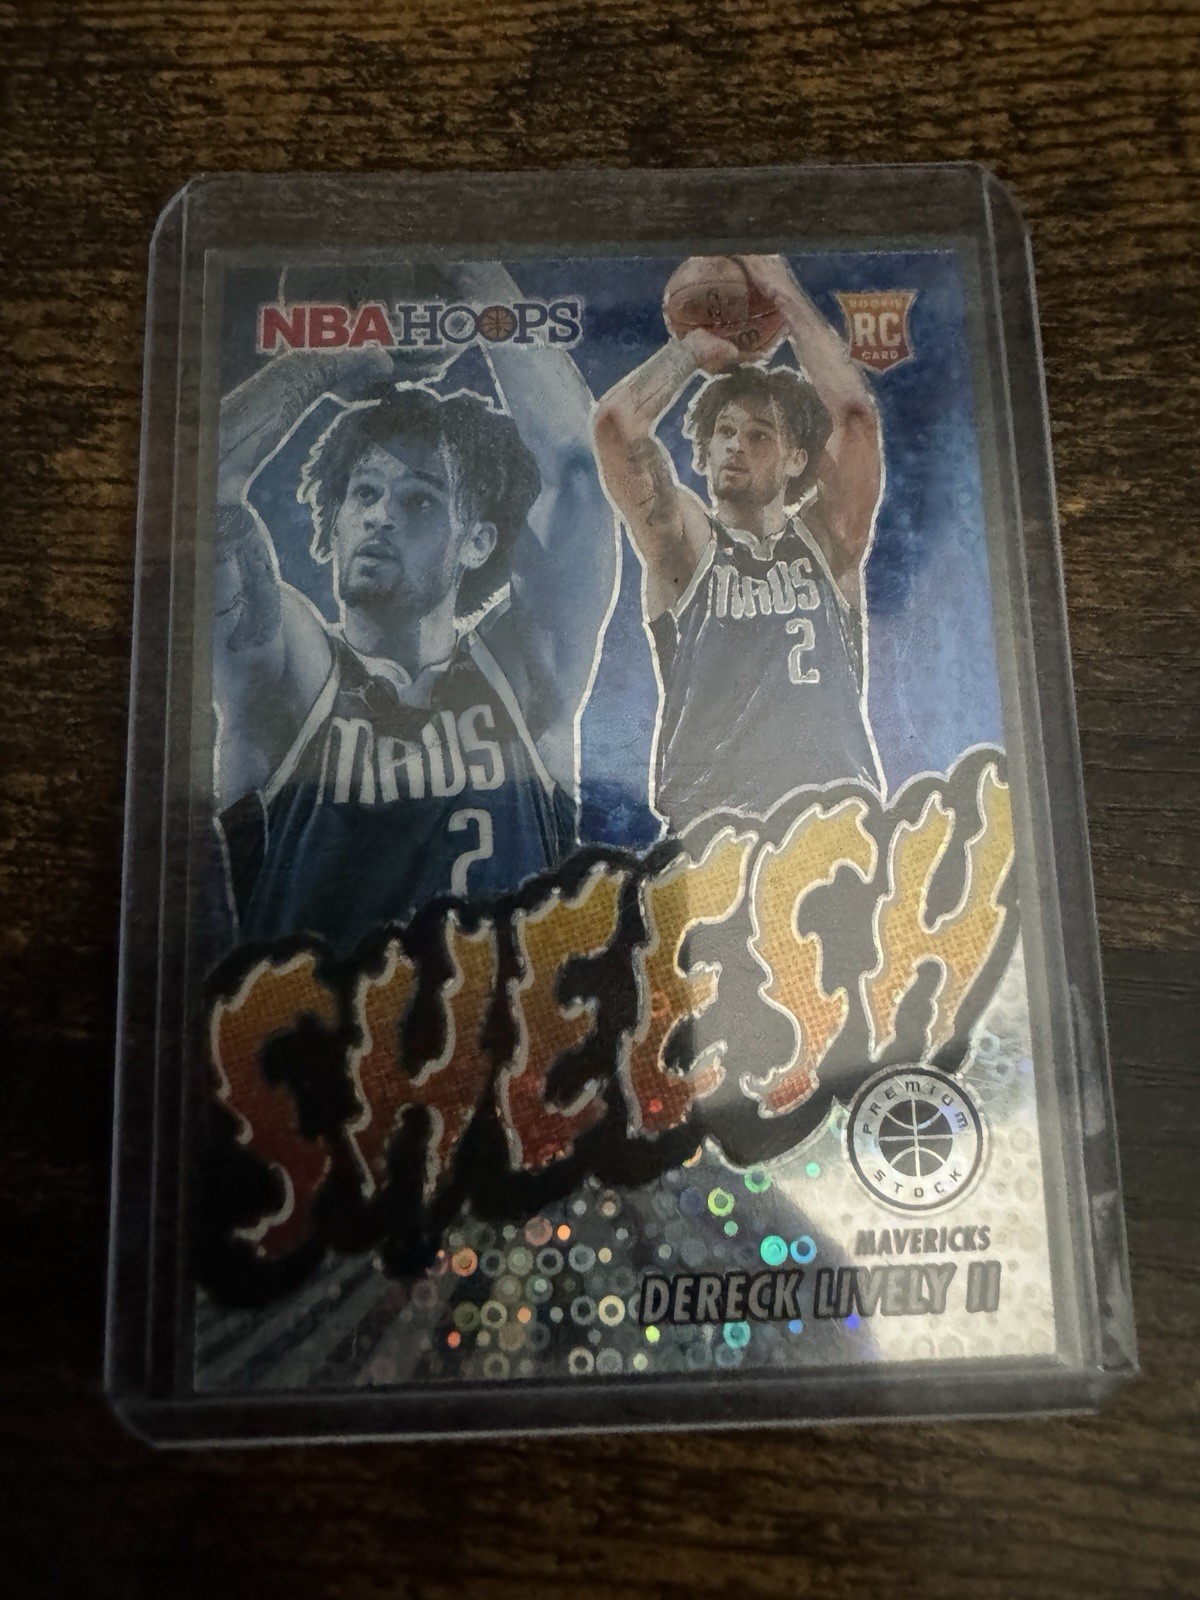 NBA HOOPS
ROOKIE
RC
CARD
MAVS
2
MAVS
2
SHEESH
PREMIUM
STOCK
MAVERICKS
DERECK LIVELY II